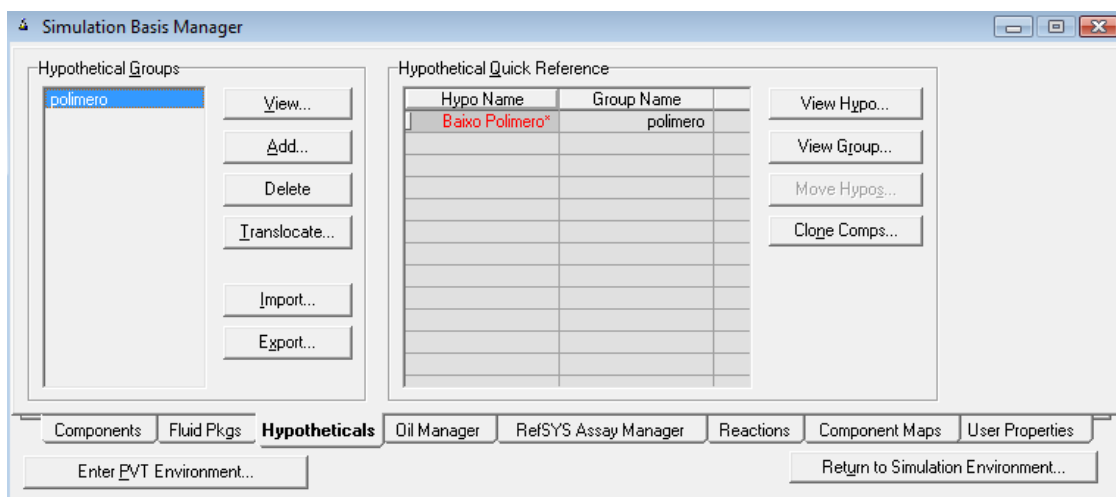 Simulation Basis Manager
Hypothetical Groups
polimero
View...
Add...
Delete
Translocate...
Import...
Export...
Hypothetical Quick Reference
Hypo Name Group Name
Baixo Polimero* polimero
View Hypo...
View Group...
Move Hypos...
Clone Comps...
Components Fluid Pkgs Hypotheticals Oil Manager RefSYS Assay Manager Reactions Component Maps User Properties
Enter PVT Environment... Return to Simulation Environment...